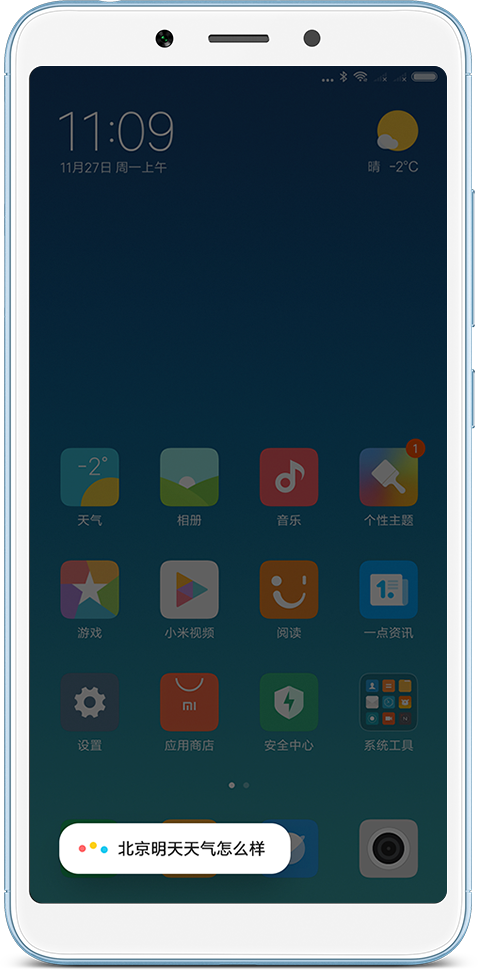 11:09
11月27日 周一上午
晴 -2°C
-2°
1
天气 相册 音乐 个性主题
1.
游戏 小米视频 阅读 一点资讯
mi
设置 应用商店 安全中心 系统工具
北京明天天气怎么样